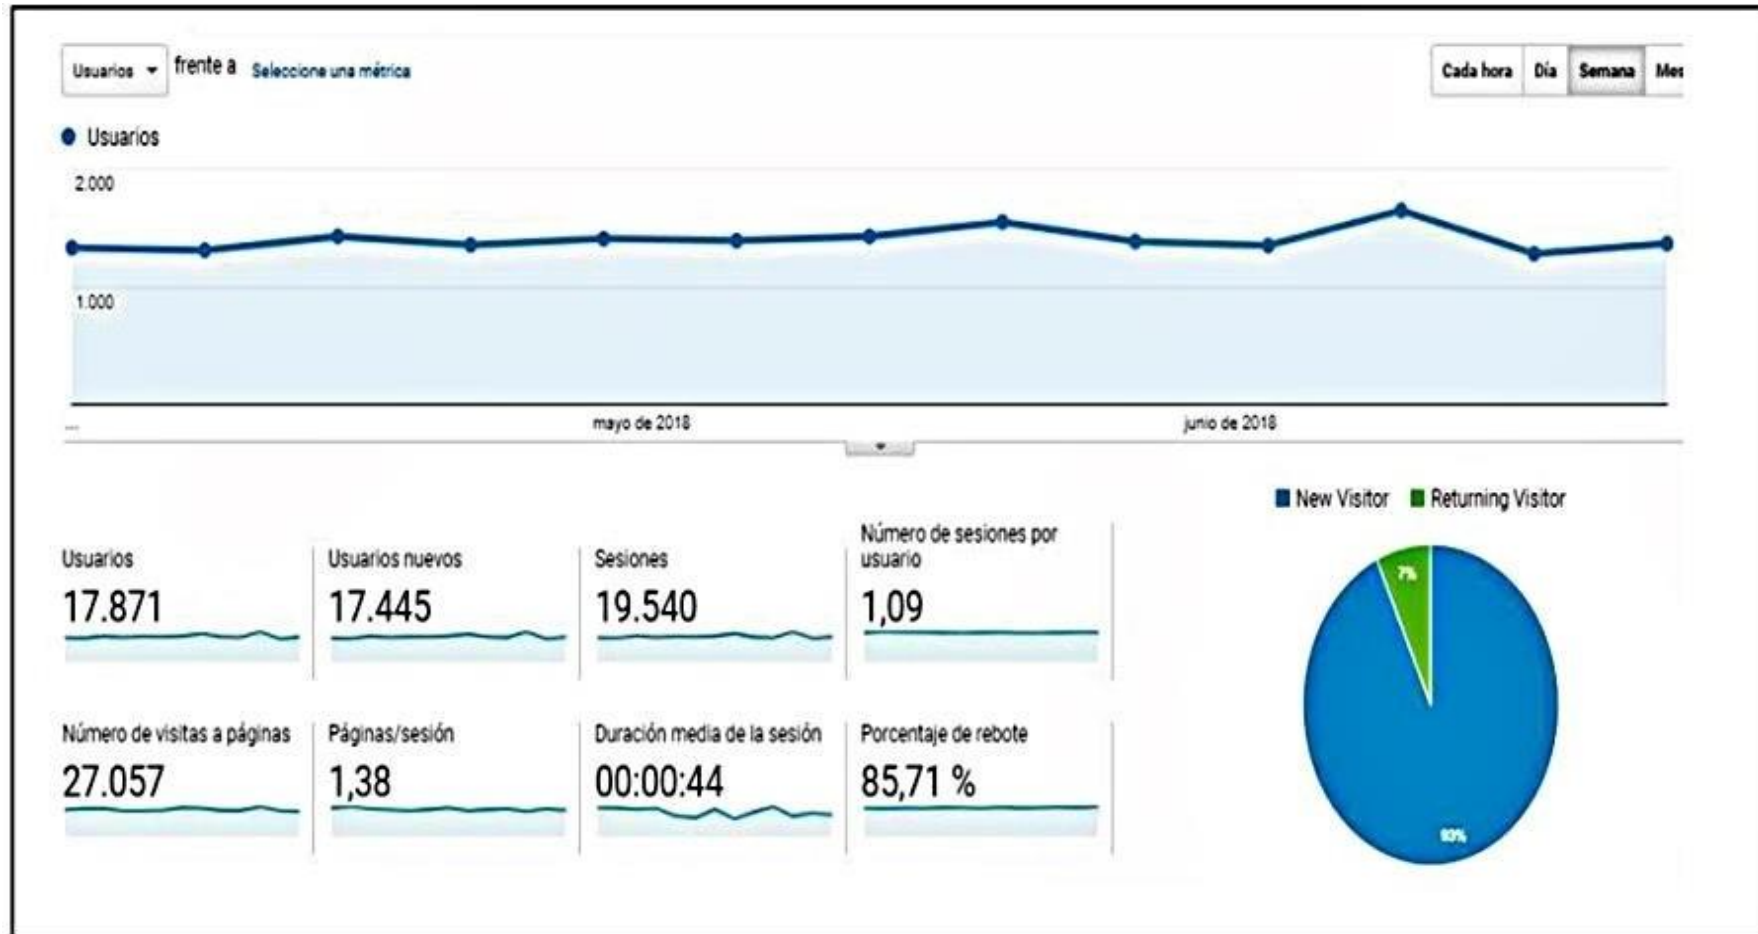 Usuarios frente a Seleccione una métrica
Cada hora Día Semana Mes
Usuarios
2.000
1.000
...
mayo de 2018 junio de 2018
New Visitor Returning Visitor
Usuarios
17.871
Usuarios nuevos
17.445
Sesiones
19.540
Número de sesiones por
usuario
1,09
Número de visitas a páginas
27.057
Páginas/sesión
1,38
Duración media de la sesión
00:00:44
Porcentaje de rebote
85,71 %
7%
93%